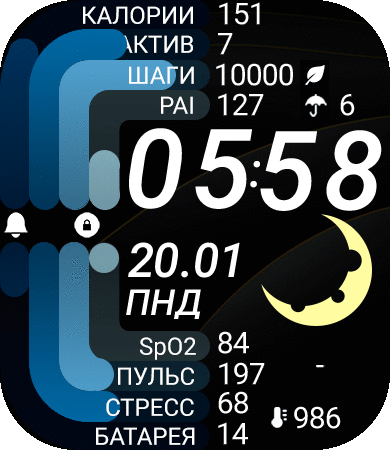 КАЛОРИИ 151
АКТИВ 7
ШАГИ 10000
PAI 127 6
05:58
20.01
ПНД
SpO2 84
ПУЛЬС 197 -
СТРЕСС 68 986
БАТАРЕЯ 14